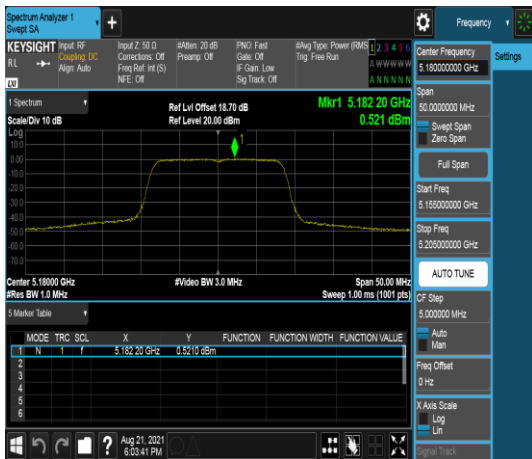 Spectrum Analyzer 1
Swept SA
+
Frequency
Settings
KEYSIGHT
RL
LXI
Input: RF
Coupling: DC
Align: Auto
Input Z: 50 Ω
Corrections: Off
Freq Ref: Int (S)
NFE: Off
#Atten: 20 dB
Preamp: Off
PNO: Fast
Gate: Off
IF Gain: Low
Sig Track: Off
#Avg Type: Power (RMS
Trig: Free Run
1 2 3 4 5 6
A W W W W W
A N N N N N
1 Spectrum
Scale/Div 10 dB
Ref Lvl Offset 18.70 dB
Ref Level 20.00 dBm
Mkr1 5.182 20 GHz
0.521 dBm
Log
10.0
0.00
-10.0
-20.0
-30.0
-40.0
-50.0
-60.0
-70.0
1
Center 5.18000 GHz
#Res BW 1.0 MHz
#Video BW 3.0 MHz
Span 50.00 MHz
Sweep 1.00 ms (1001 pts)
5 Marker Table
MODE TRC SCL X Y FUNCTION FUNCTION WIDTH FUNCTION VALUE
1 N 1 f 5.182 20 GHz 0.5210 dBm
2
3
4
5
6
Center Frequency
5.180000000 GHz
Span
50.0000000 MHz
Swept Span
Zero Span
Full Span
Start Freq
5.155000000 GHz
Stop Freq
5.205000000 GHz
AUTO TUNE
CF Step
5.000000 MHz
Auto
Man
Freq Offset
0 Hz
X Axis Scale
Log
Lin
Signal Track
?
Aug 21, 2021
6:03:41 PM